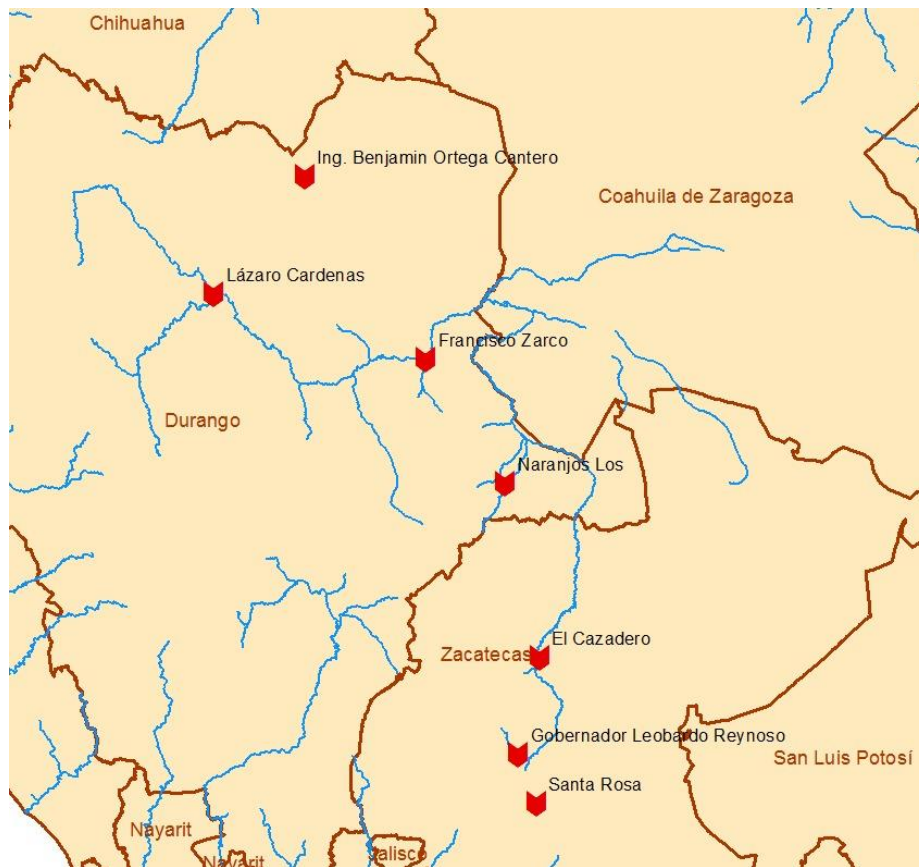 Chihuahua
Ing. Benjamin Ortega Cantero
Coahuila de Zaragoza
Lázaro Cardenas
Francisco Zarco
Durango
Naranjos Los
El Cazadero
Zacatecas
Gobernador Leobardo Reynoso
San Luis Potosí
Santa Rosa
Nayarit
Jalisco
Nayarit